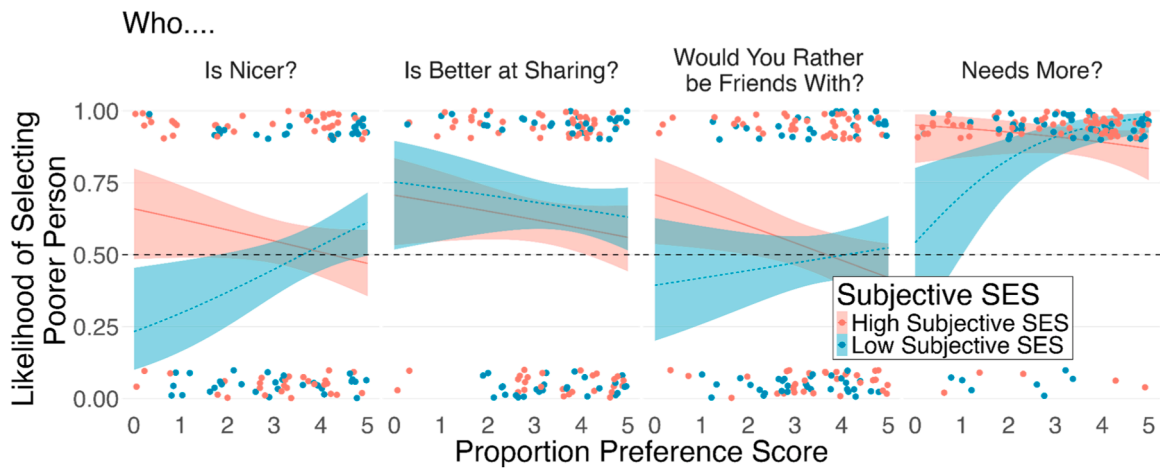 Who....
Is Nicer?
Is Better at Sharing?
Would You Rather
be Friends With?
Needs More?
Likelihood of Selecting
Poorer Person
1.00
0.75
0.50
0.25
0.00
Subjective SES
High Subjective SES
Low Subjective SES
0 1 2 3 4 5
0 1 2 3 4 5
0 1 2 3 4 5
0 1 2 3 4 5
Proportion Preference Score